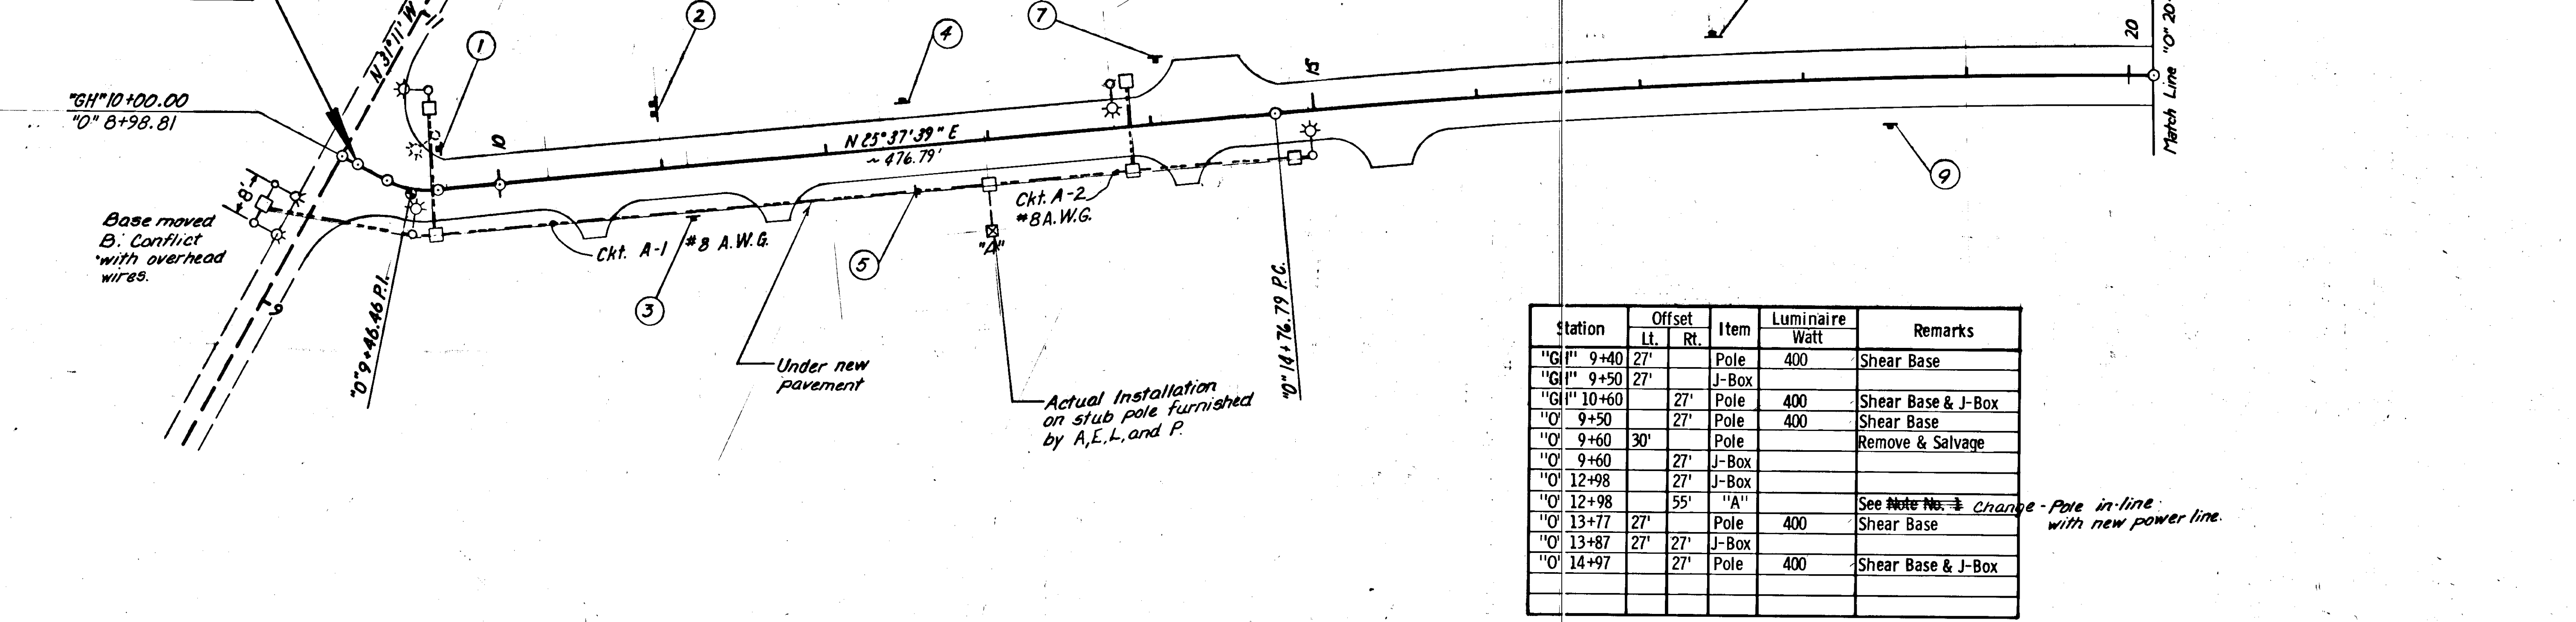 N 31°11' W
1
2
4
7
"GH" 10+00.00
"O" 8+98.81
10
N 25°37'39" E
~ 476.79'
15
20
Match Line "O" 20
9
+8'
Base moved
B. Conflict
with overhead
wires.
9
"O" 9+46.46 P.I.
Ckt. A-1 #8 A.W.G.
3
5
Ckt. A-2
#8 A.W.G.
"A"
Under new
pavement
Actual Installation
on stub pole furnished
by A,E,L, and P.
"O" 14+76.79 P.C.
Station Offset Item Luminaire Remarks
Lt. Rt. Watt
"GH" 9+40 27' Pole 400 Shear Base
"GH" 9+50 27' J-Box
"GH" 10+60 27' Pole 400 Shear Base & J-Box
"O" 9+50 27' Pole 400 Shear Base
"O" 9+60 30' Pole Remove & Salvage
"O" 9+60 27' J-Box
"O" 12+98 27' J-Box
"O" 12+98 55' "A" See Note No. 1 Change - Pole in-line
with new power line.
"O" 13+77 27' Pole 400 Shear Base
"O" 13+87 27' 27' J-Box
"O" 14+97 27' Pole 400 Shear Base & J-Box